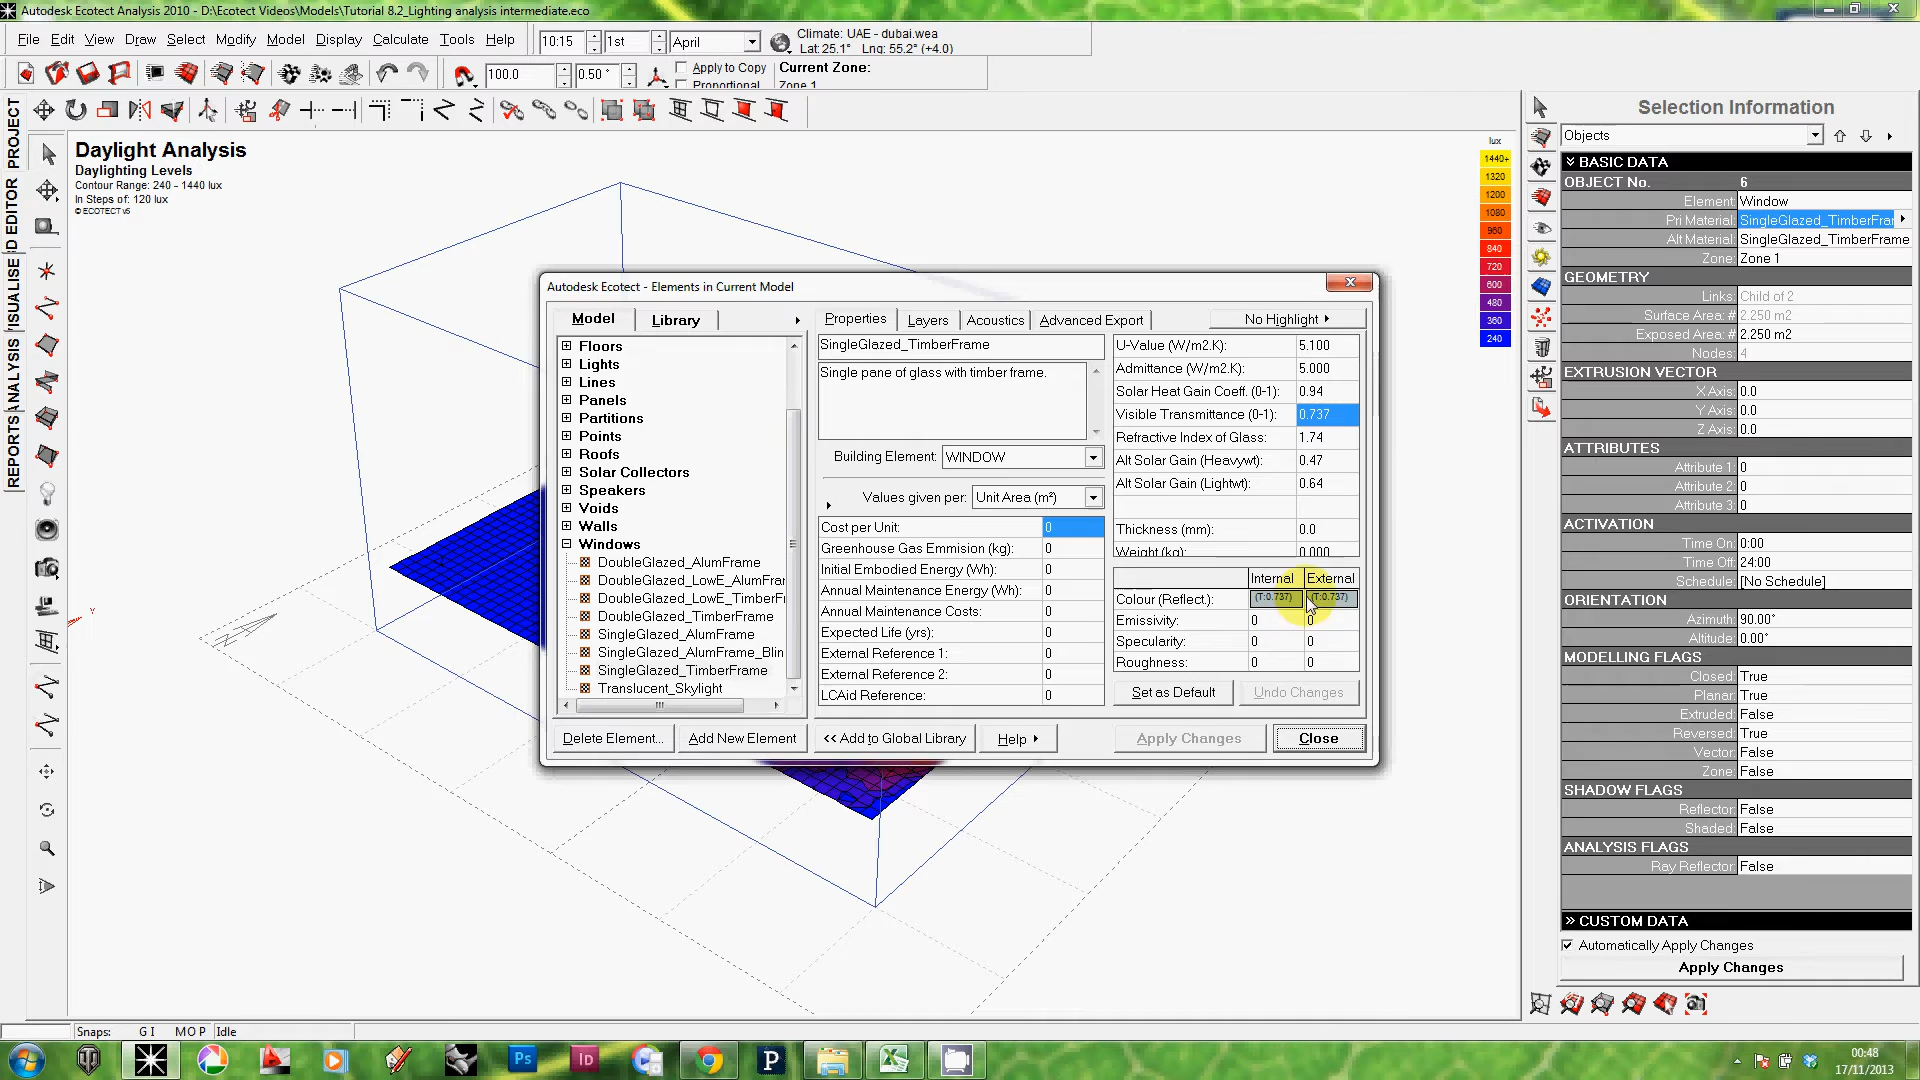 Autodesk Ecotect Analysis 2010 - D:\Ecotect Videos\Models\Tutorial 8.2_Lighting analysis intermediate.eco
File Edit View Draw Select Modify Model Display Calculate Tools Help
10:15 1st April
Climate: UAE - dubai.wea
Lat: 25.1° Lng: 55.2° (+4.0)
100.0 0.50 °
Apply to Copy
Proportional
Current Zone:
Zone 1
PROJECT
D EDITOR
VISUALISE
ANALYSIS
REPORTS
Daylight Analysis
Daylighting Levels
Contour Range: 240 - 1440 lux
In Steps of: 120 lux
© ECOTECT v5
lux
1440+
1320
1200
1080
960
840
720
600
480
360
240
Autodesk Ecotect - Elements in Current Model
Model Library
Floors
Lights
Lines
Panels
Partitions
Points
Roofs
Solar Collectors
Speakers
Voids
Walls
Windows
DoubleGlazed_AlumFrame
DoubleGlazed_LowE_AlumFrar
DoubleGlazed_LowE_TimberF
DoubleGlazed_TimberFrame
SingleGlazed_AlumFrame
SingleGlazed_AlumFrame_Blin
SingleGlazed_TimberFrame
Translucent_Skylight
Properties Layers Acoustics Advanced Export No Highlight
SingleGlazed_TimberFrame
Single pane of glass with timber frame.
Building Element: WINDOW
Values given per: Unit Area (m²)
Cost per Unit: 0
Greenhouse Gas Emmision (kg): 0
Initial Embodied Energy (Wh): 0
Annual Maintenance Energy (Wh): 0
Annual Maintenance Costs: 0
Expected Life (yrs): 0
External Reference 1: 0
External Reference 2: 0
LCAid Reference: 0
U-Value (W/m2.K): 5.100
Admittance (W/m2.K): 5.000
Solar Heat Gain Coeff. (0-1): 0.94
Visible Transmittance (0-1): 0.737
Refractive Index of Glass: 1.74
Alt Solar Gain (Heavywt): 0.47
Alt Solar Gain (Lightwt): 0.64
Thickness (mm): 0.0
Weight (kg): 0.000
Internal External
Colour (Reflect.): (T:0.737) (T:0.737)
Emissivity: 0 0
Specularity: 0 0
Roughness: 0 0
Set as Default Undo Changes
Delete Element... Add New Element << Add to Global Library Help Apply Changes Close
Selection Information
Objects
BASIC DATA
OBJECT No. 6
Element: Window
Pri Material: SingleGlazed_TimberFrar
Alt Material: SingleGlazed_TimberFrame
Zone: Zone 1
GEOMETRY
Links: Child of 2
Surface Area: # 2.250 m2
Exposed Area: # 2.250 m2
Nodes: 4
EXTRUSION VECTOR
X Axis: 0.0
Y Axis: 0.0
Z Axis: 0.0
ATTRIBUTES
Attribute 1: 0
Attribute 2: 0
Attribute 3: 0
ACTIVATION
Time On: 0:00
Time Off: 24:00
Schedule: [No Schedule]
ORIENTATION
Azimuth: 90.00°
Altitude: 0.00°
MODELLING FLAGS
Closed: True
Planar: True
Extruded: False
Reversed: True
Vector: False
Zone: False
SHADOW FLAGS
Reflector: False
Shaded: False
ANALYSIS FLAGS
Ray Reflector: False
CUSTOM DATA
Automatically Apply Changes
Apply Changes
Snaps: G I M O P Idle
Ps Id P
00:48
17/11/2013